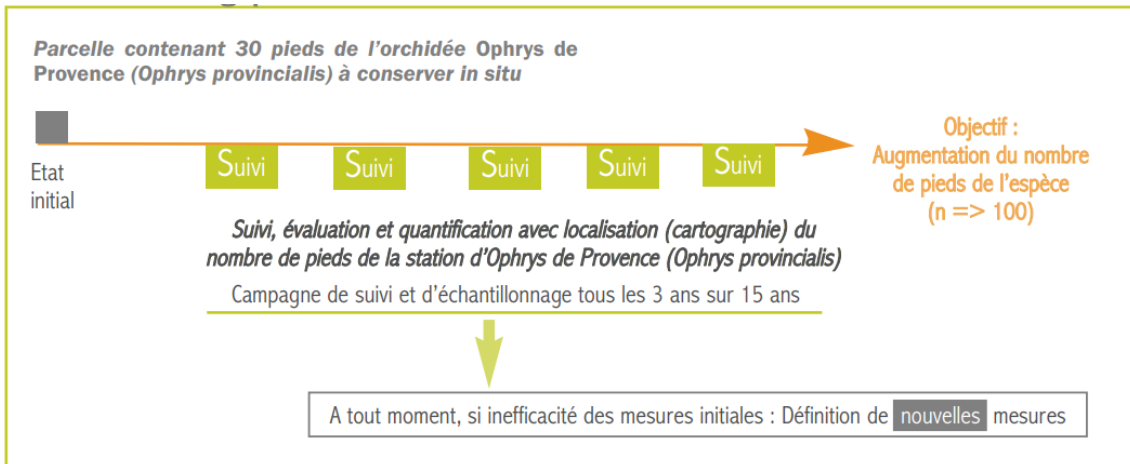 Parcelle contenant 30 pieds de l'orchidée Ophrys de
Provence (Ophrys provincialis) à conserver in situ
Etat
initial
Suivi
Suivi
Suivi
Suivi
Suivi
Objectif :
Augmentation du nombre
de pieds de l'espèce
(n => 100)
Suivi, évaluation et quantification avec localisation (cartographie) du
nombre de pieds de la station d'Ophrys de Provence (Ophrys provincialis)
Campagne de suivi et d'échantillonnage tous les 3 ans sur 15 ans
A tout moment, si inefficacité des mesures initiales : Définition de nouvelles mesures